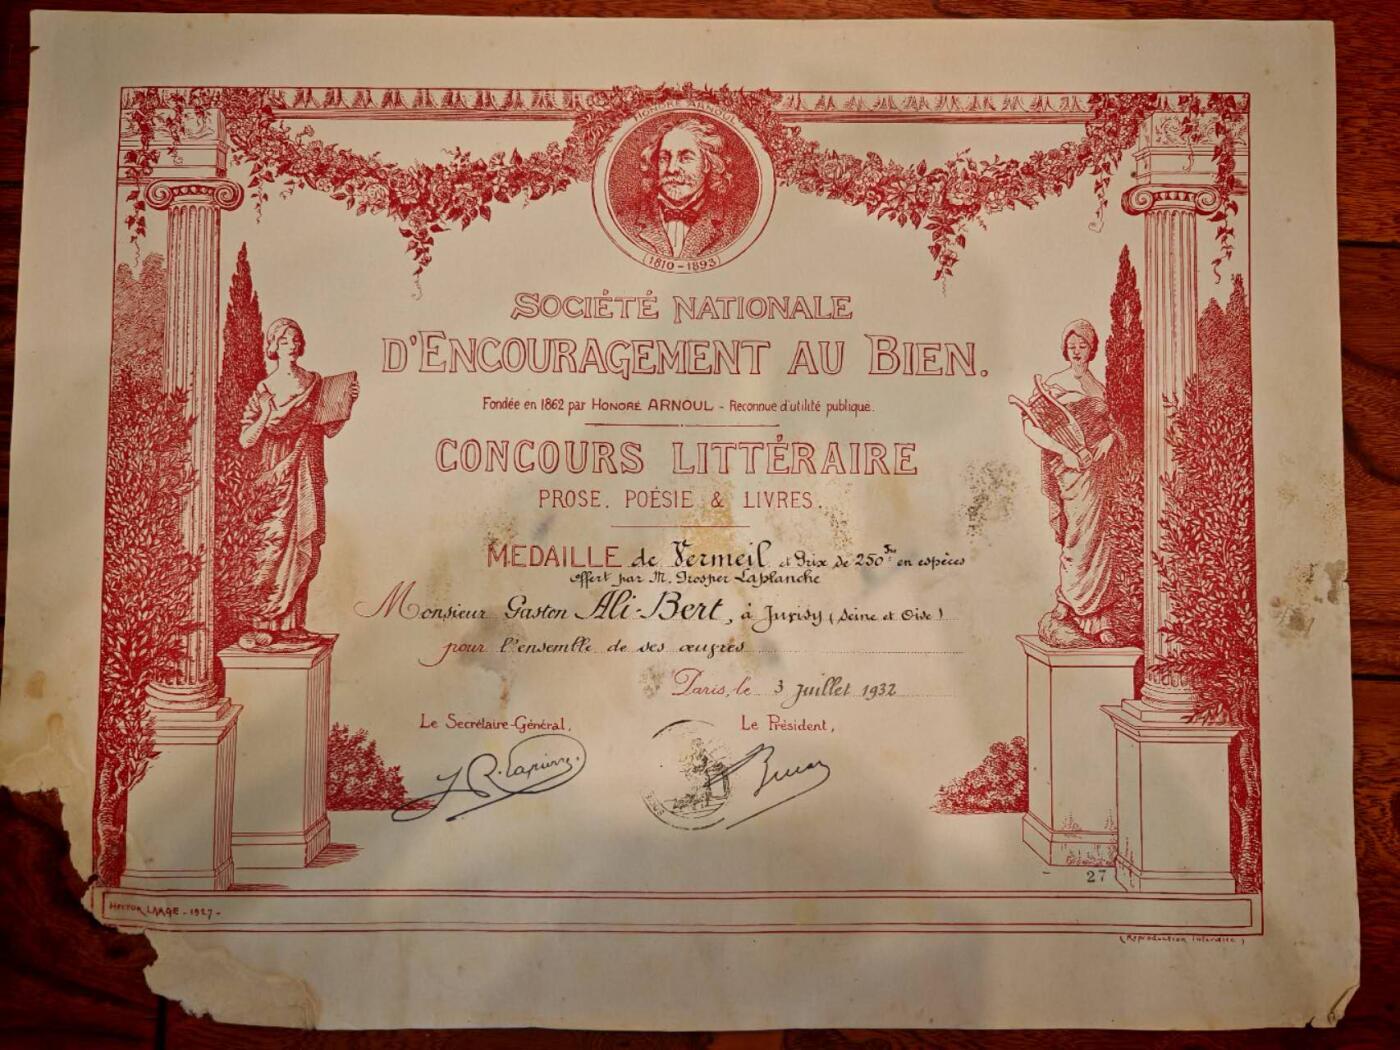 HONORÉ ARNOUL
(1810-1893)
SOCIÉTÉ NATIONALE
D'ENCOURAGEMENT AU BIEN.
Fondée en 1862 par HONORÉ ARNOUL - Reconnue d'utilité publique.
CONCOURS LITTÉRAIRE
PROSE. POÉSIE & LIVRES.
MEDAILLE de Vermeil et Prix de 250 frs en espèces
offert par M. Prosper Laplanche
Monsieur Gaston Ali-Bert, à Juvisy (Seine et Oise)
pour l'ensemble de ses œuvres
Paris, le 3 Juillet 1932
Le Secrétaire-Général,
Le Président,
27
HECTOR LARGE - 1927 -
(Reproduction Interdite)